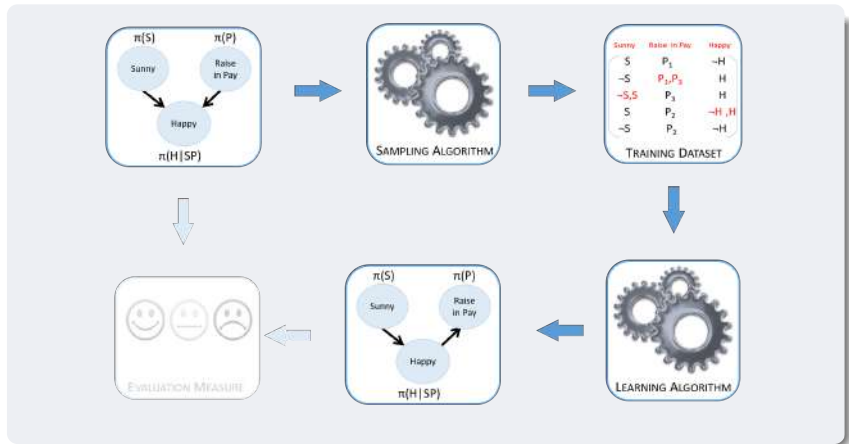 π(S) π(P)
Sunny
Raise
in Pay
Happy
π(H|SP)
SAMPLING ALGORITHM
Sunny Raise in Pay Happy
S P₁ ¬H
¬S P₁,P₃ H
¬S,S P₃ H
S P₂ ¬H ,H
¬S P₂ ¬H
TRAINING DATASET
EVALUATION MEASURE
π(S) π(P)
Sunny
Raise
in Pay
Happy
π(H|SP)
LEARNING ALGORITHM